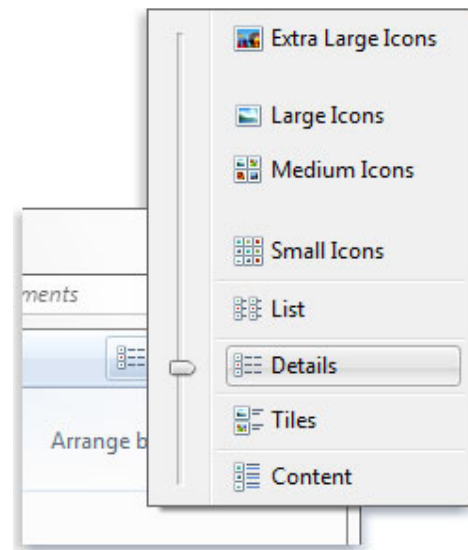 Extra Large Icons
Large Icons
Medium Icons
Small Icons
ments
List
Details
Arrange b
Tiles
Content